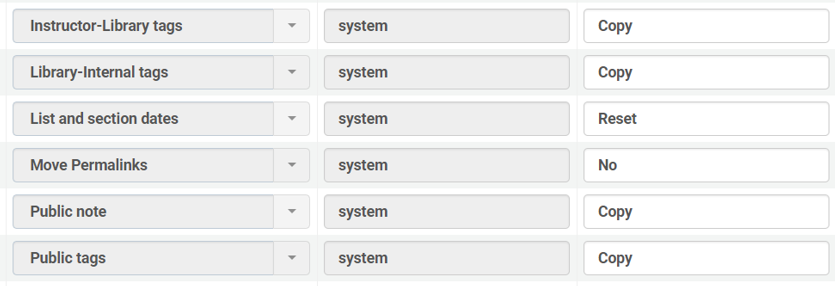 Instructor-Library tags system Copy
Library-Internal tags system Copy
List and section dates system Reset
Move Permalinks system No
Public note system Copy
Public tags system Copy